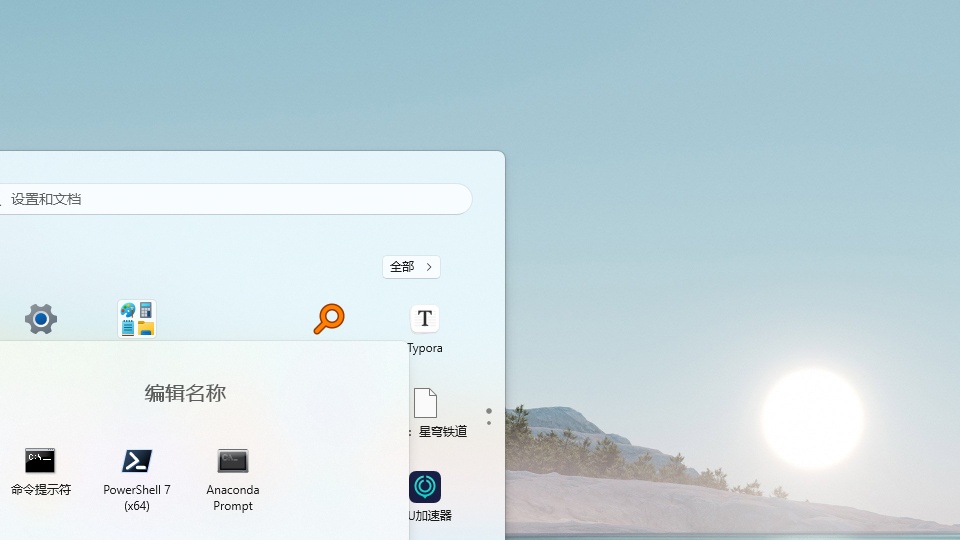 设置和文档
全部
T
Typora
编辑名称
: 星穹铁道
命令提示符
PowerShell 7
(x64)
Anaconda
Prompt
U加速器